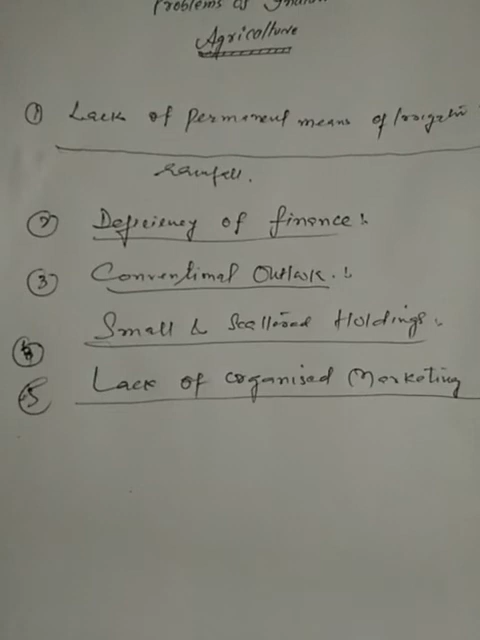 Problems of Indian
Agriculture
① Lack of permanent means of Irrigation
rainfall.
② Deficiency of finance :
③ Conventional Outlook . :
④ Small & Scattered Holdings :
⑤ Lack of organised Marketing